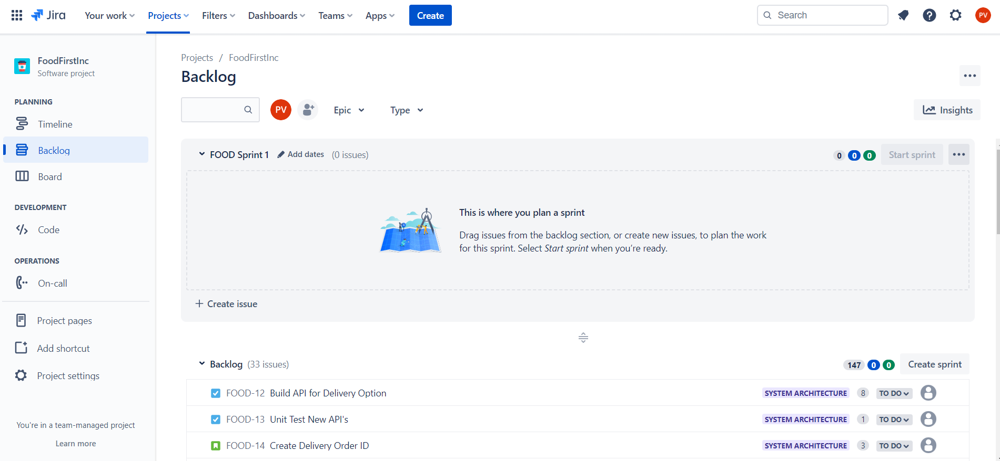 Jira Your work Projects Filters Dashboards Teams Apps Create Search PV
FoodFirstInc
Software project
PLANNING
Timeline
Backlog
Board
DEVELOPMENT
Code
OPERATIONS
On-call
Project pages
Add shortcut
Project settings
You're in a team-managed project
Learn more
Projects / FoodFirstInc
Backlog
PV Epic Type Insights
FOOD Sprint 1 Add dates (0 issues) 0 0 0 Start sprint
This is where you plan a sprint
Drag issues from the backlog section, or create new issues, to plan the work
for this sprint. Select Start sprint when you’re ready.
+ Create issue
Backlog (33 issues) 147 0 0 Create sprint
FOOD-12 Build API for Delivery Option SYSTEM ARCHITECTURE 8 TO DO
FOOD-13 Unit Test New API's SYSTEM ARCHITECTURE 1 TO DO
FOOD-14 Create Delivery Order ID SYSTEM ARCHITECTURE 3 TO DO